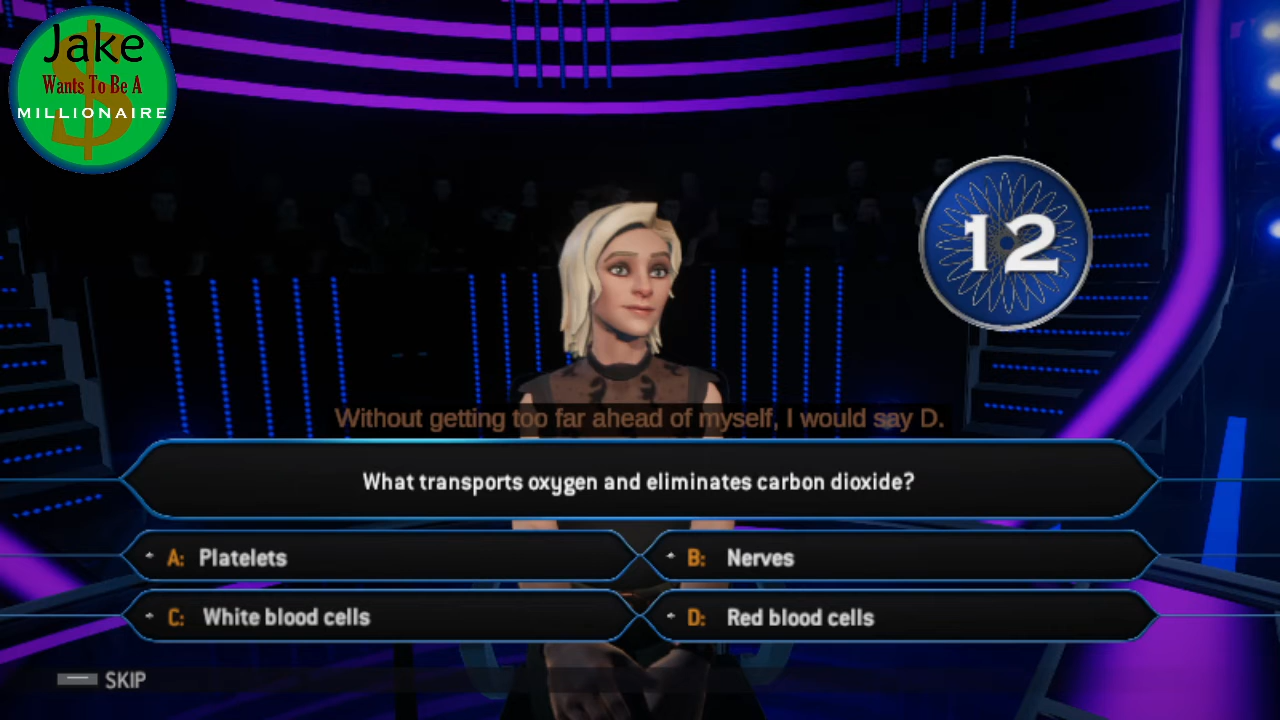 Jake
Wants To Be A
MILLIONAIRE
$
12
Without getting too far ahead of myself, I would say D.
What transports oxygen and eliminates carbon dioxide?
A: Platelets
B: Nerves
C: White blood cells
D: Red blood cells
SKIP